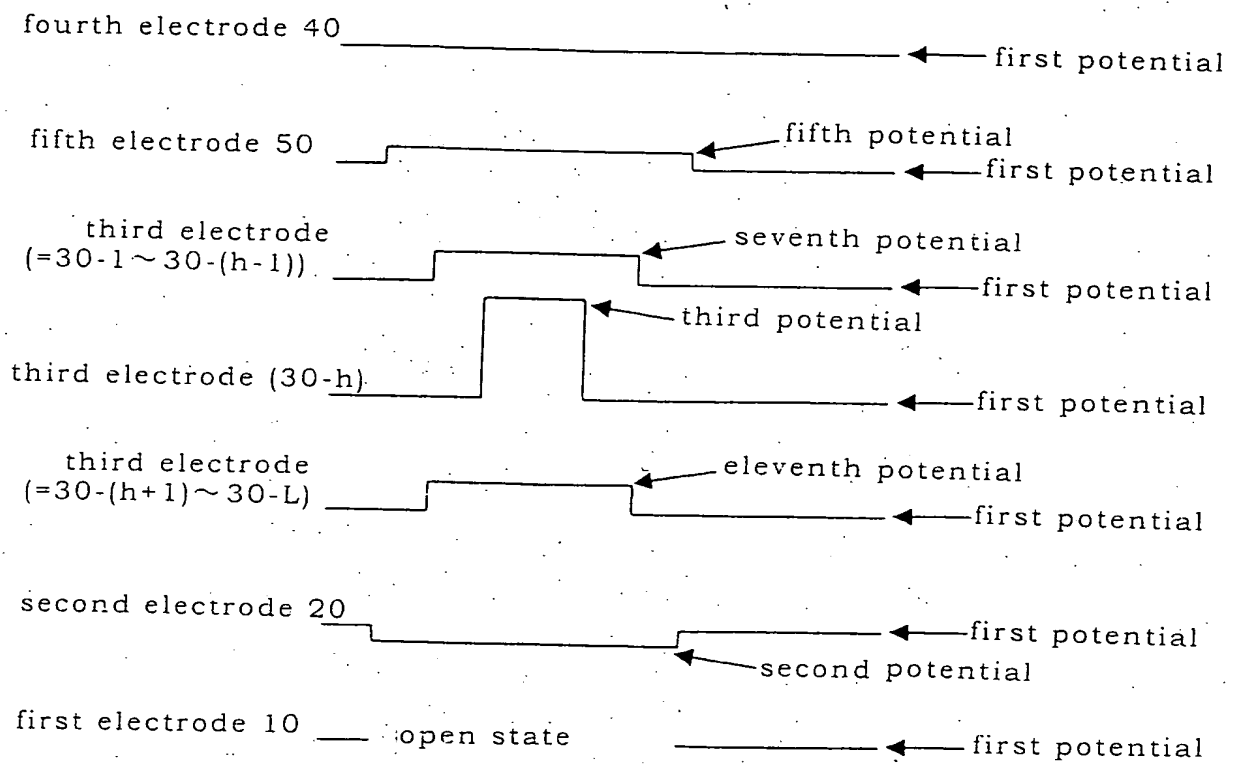 fourth electrode 40
first potential
fifth electrode 50
fifth potential
first potential
third electrode
(=30-1~30-(h-1))
seventh potential
first potential
third potential
third electrode (30-h)
first potential
third electrode
(=30-(h+1)~30-L)
eleventh potential
first potential
second electrode 20
first potential
second potential
first electrode 10
open state
first potential